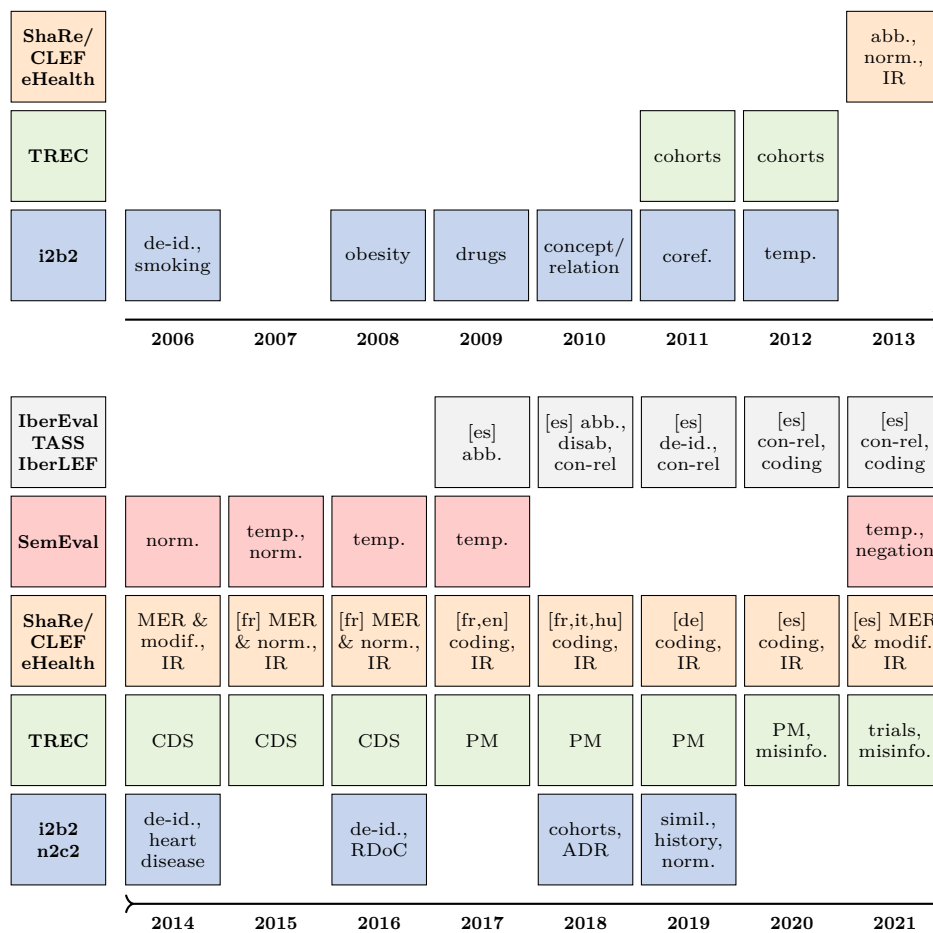 ShaRe/
CLEF
eHealth
abb.,
norm.,
IR
TREC
cohorts
cohorts
i2b2
de-id.,
smoking
obesity
drugs
concept/
relation
coref.
temp.
2006 2007 2008 2009 2010 2011 2012 2013
IberEval
TASS
IberLEF
[es]
abb.
[es] abb.,
disab,
con-rel
[es]
de-id.,
con-rel
[es]
con-rel,
coding
[es]
con-rel,
coding
SemEval
norm.
temp.,
norm.
temp.
temp.
temp.,
negation
ShaRe/
CLEF
eHealth
MER &
modif.,
IR
[fr] MER
& norm.,
IR
[fr] MER
& norm.,
IR
[fr,en]
coding,
IR
[fr,it,hu]
coding,
IR
[de]
coding,
IR
[es]
coding,
IR
[es] MER
& modif.
IR
TREC
CDS
CDS
CDS
PM
PM
PM
PM,
misinfo.
trials,
misinfo.
i2b2
n2c2
de-id.,
heart
disease
de-id.,
RDoC
cohorts,
ADR
simil.,
history,
norm.
2014 2015 2016 2017 2018 2019 2020 2021